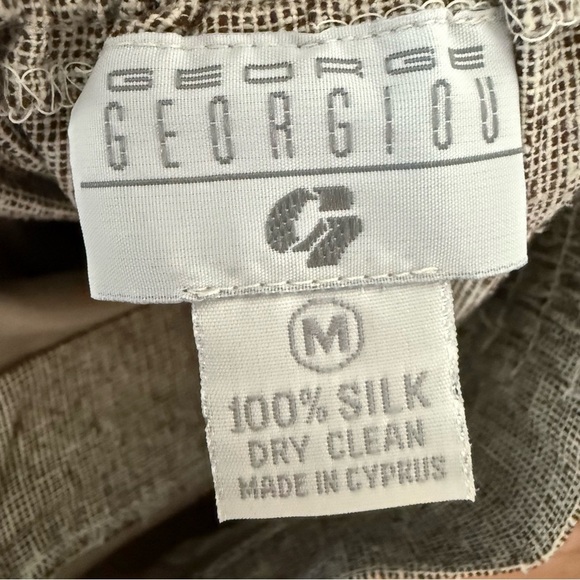 GEORGE
GEORGIOU
G
M
100% SILK
DRY CLEAN
MADE IN CYPRUS